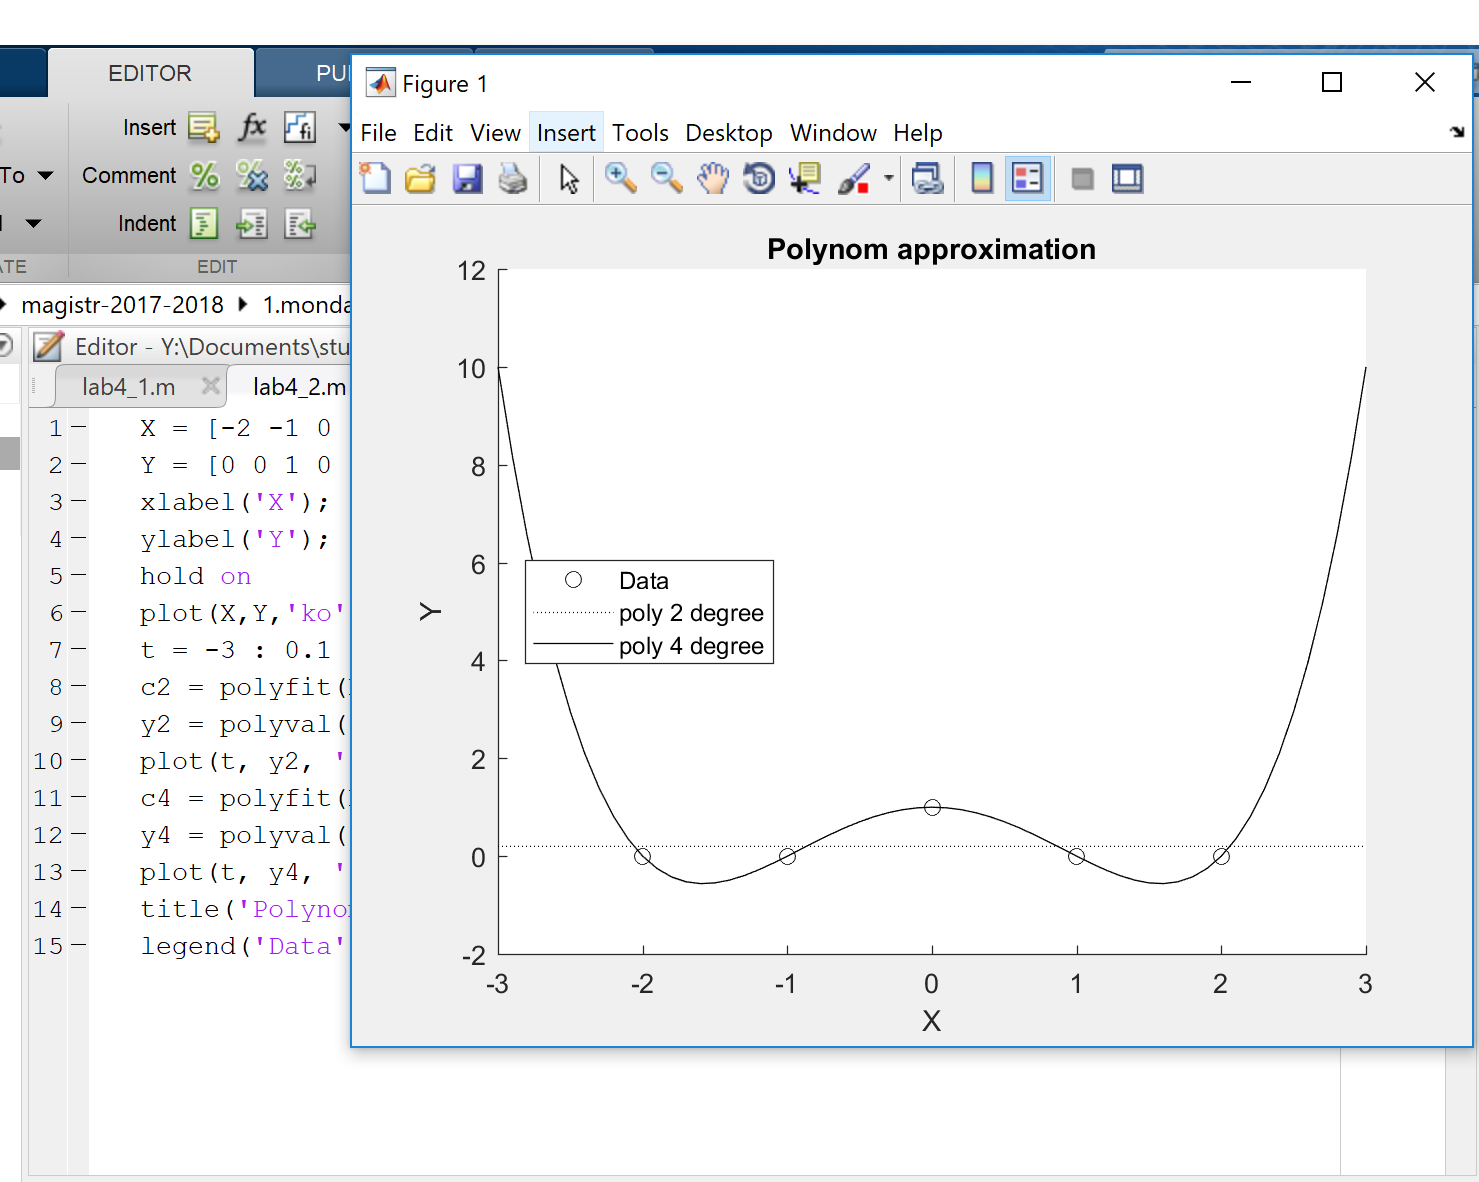 EDITOR
PU
Insert
To
Comment
Indent
EDIT
magistr-2017-2018
1.monda
Editor - Y:\Documents\stu
lab4_1.m
lab4_2.m
1 X = [-2 -1 0
2 Y = [0 0 1 0
3 xlabel('X');
4 ylabel('Y');
5 hold on
6 plot(X,Y,'ko'
7 t = -3 : 0.1
8 c2 = polyfit(
9 y2 = polyval(
10 plot(t, y2, '
11 c4 = polyfit(
12 y4 = polyval(
13 plot(t, y4, '
14 title('Polyno
15 legend('Data'
Figure 1
File Edit View Insert Tools Desktop Window Help
Polynom approximation
12
10
8
6
4
2
0
-2
Y
Data
poly 2 degree
poly 4 degree
-3 -2 -1 0 1 2 3
X